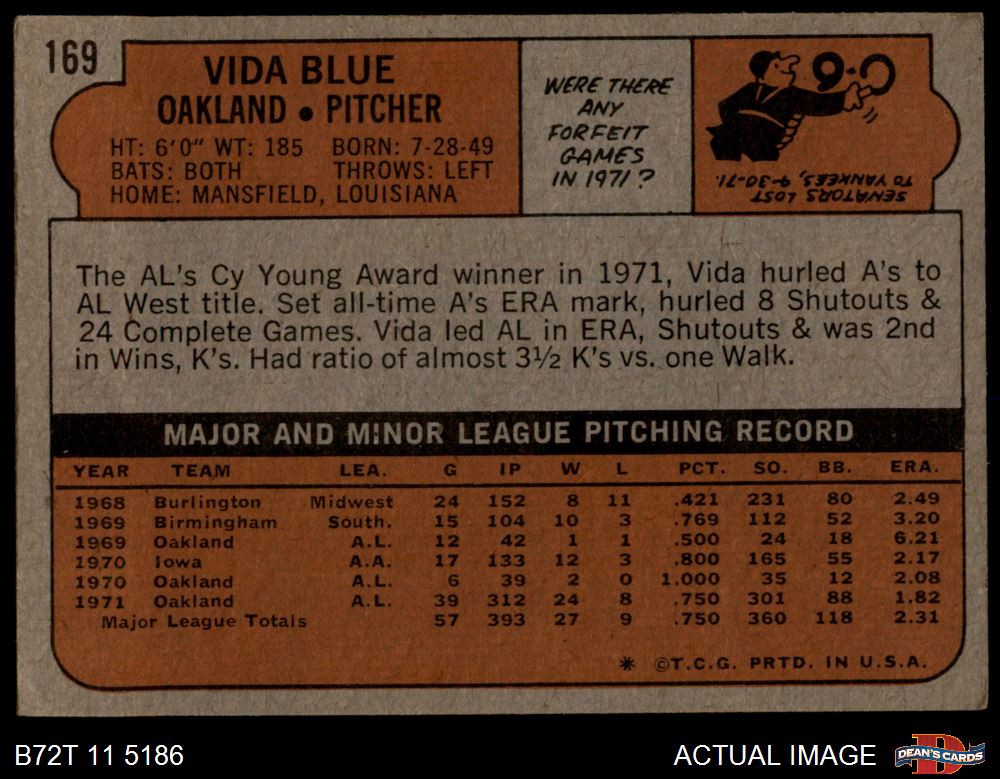 169
VIDA BLUE
OAKLAND • PITCHER
HT: 6'0" WT: 185 BORN: 7-28-49
BATS: BOTH THROWS: LEFT
HOME: MANSFIELD, LOUISIANA
WERE THERE
ANY
FORFEIT
GAMES
IN 1971?
9-0
SENATORS LOST
TO YANKEES, 9-30-71.
The AL's Cy Young Award winner in 1971, Vida hurled A's to
AL West title. Set all-time A's ERA mark, hurled 8 Shutouts &
24 Complete Games. Vida led AL in ERA, Shutouts & was 2nd
in Wins, K's. Had ratio of almost 3½ K's vs. one Walk.
MAJOR AND MINOR LEAGUE PITCHING RECORD
YEAR TEAM LEA. G IP W L PCT. SO. BB. ERA.
1968 Burlington Midwest 24 152 8 11 .421 231 80 2.49
1969 Birmingham South. 15 104 10 3 .769 112 52 3.20
1969 Oakland A.L. 12 42 1 1 .500 24 18 6.21
1970 Iowa A.A. 17 133 12 3 .800 165 55 2.17
1970 Oakland A.L. 6 39 2 0 1.000 35 12 2.08
1971 Oakland A.L. 39 312 24 8 .750 301 88 1.82
Major League Totals 57 393 27 9 .750 360 118 2.31
* ©T.C.G. PRTD. IN U.S.A.
B72T 11 5186
ACTUAL IMAGE
D
DEAN'S CARDS